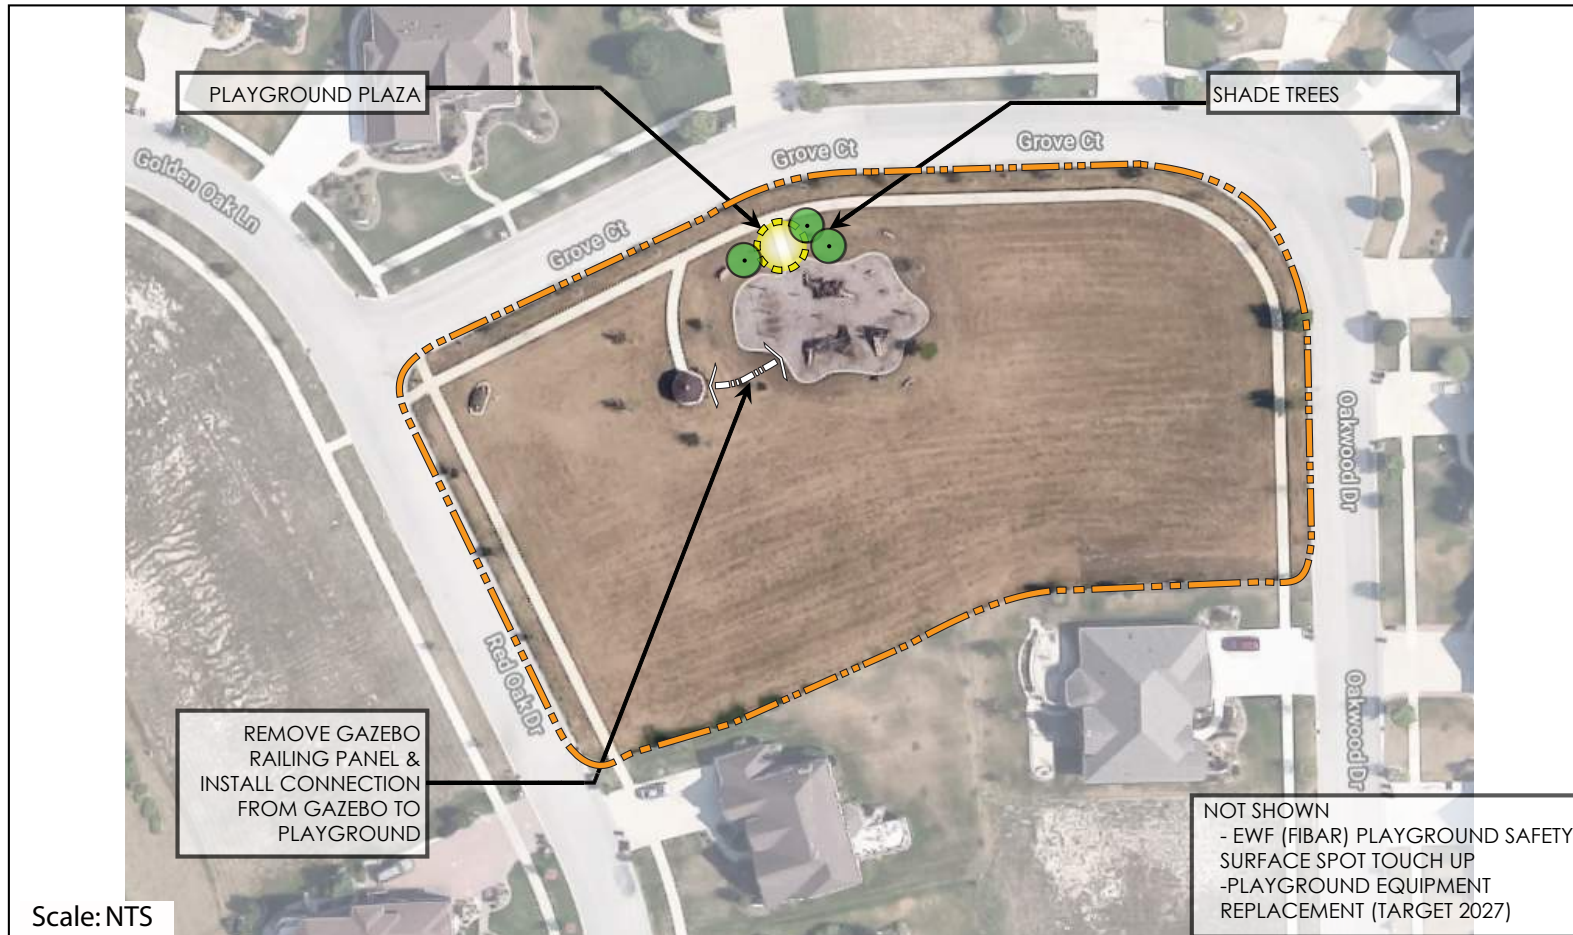 PLAYGROUND PLAZA
SHADE TREES
Grove Ct
Grove Ct
Golden Oak Ln
Grove Ct
Oakwood Dr
Red Oak Dr
Oakwood Dr
REMOVE GAZEBO
RAILING PANEL &
INSTALL CONNECTION
FROM GAZEBO TO
PLAYGROUND
NOT SHOWN
- EWF (FIBAR) PLAYGROUND SAFETY
SURFACE SPOT TOUCH UP
-PLAYGROUND EQUIPMENT
REPLACEMENT (TARGET 2027)
Scale: NTS